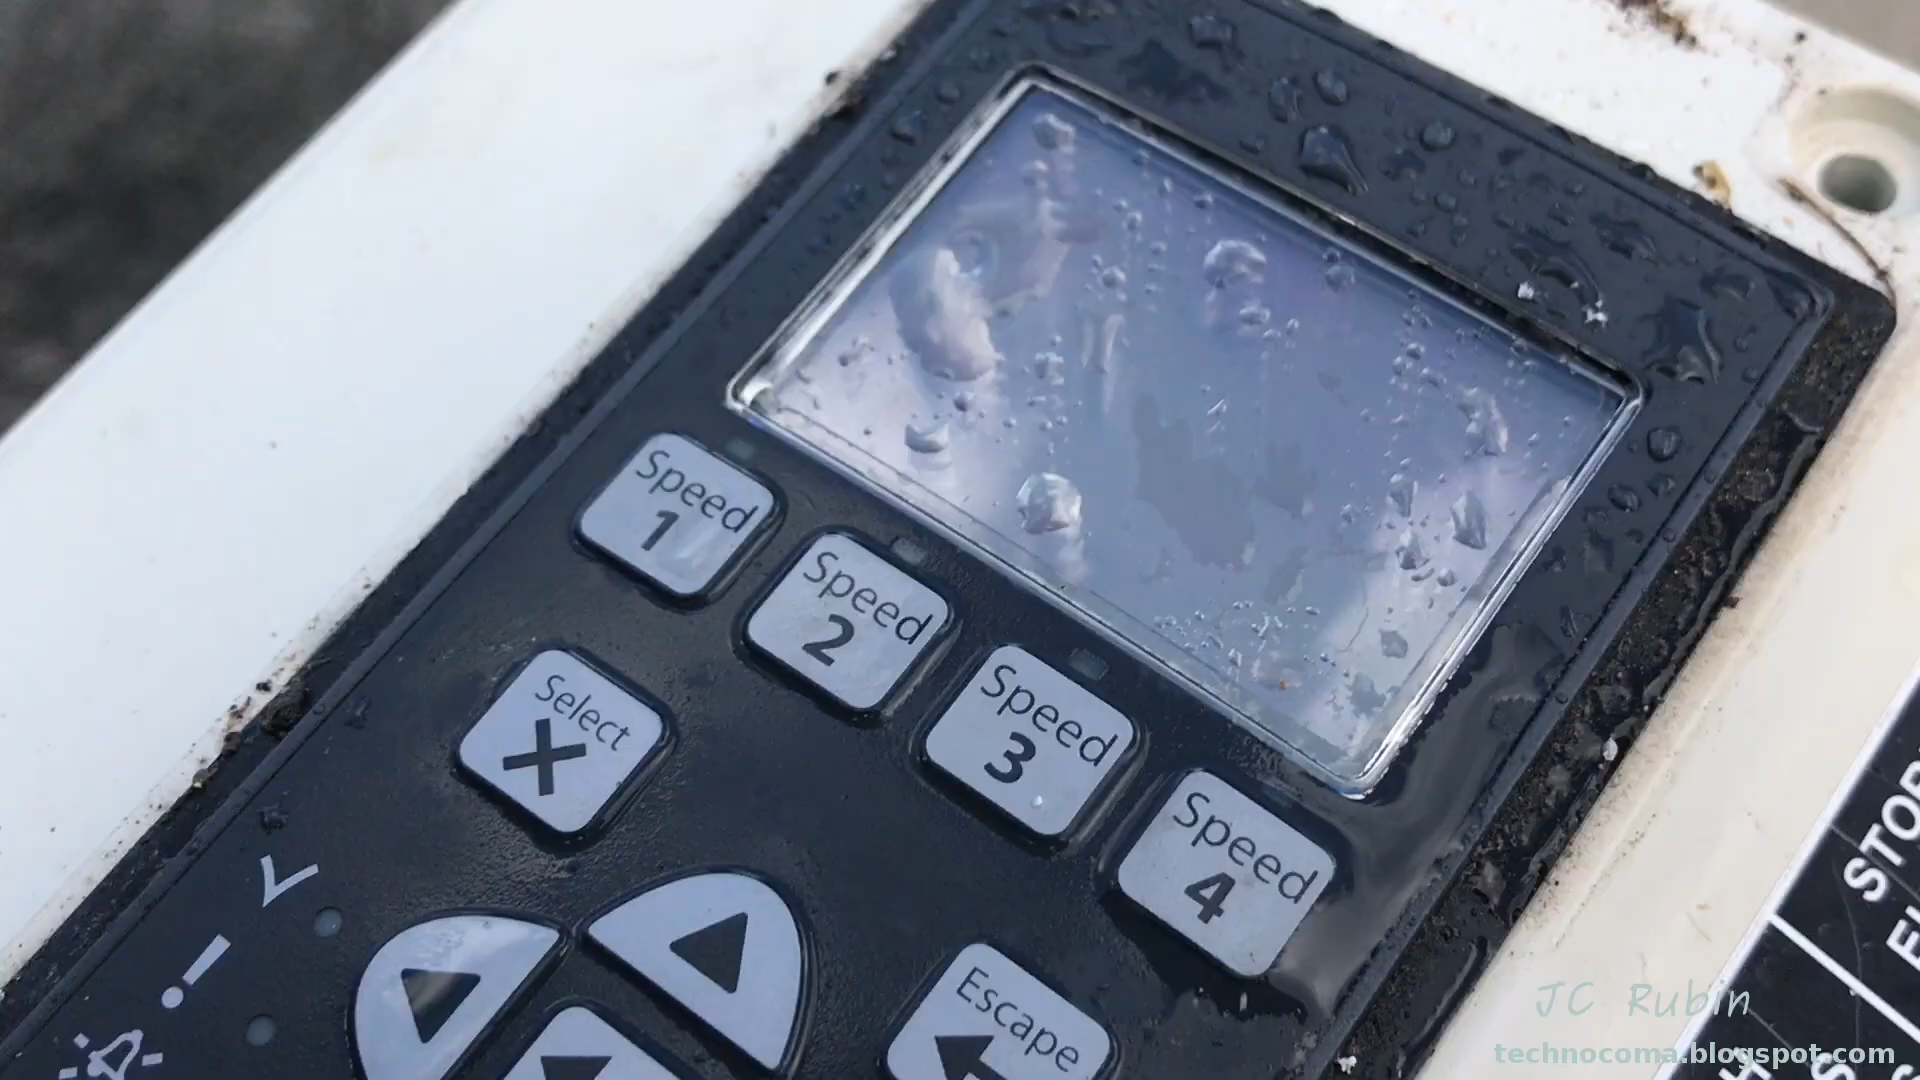 Speed
1
Speed
2
Speed
3
Speed
4
Select
Escape
!
JC Rubin
technocoma.blogspot.com